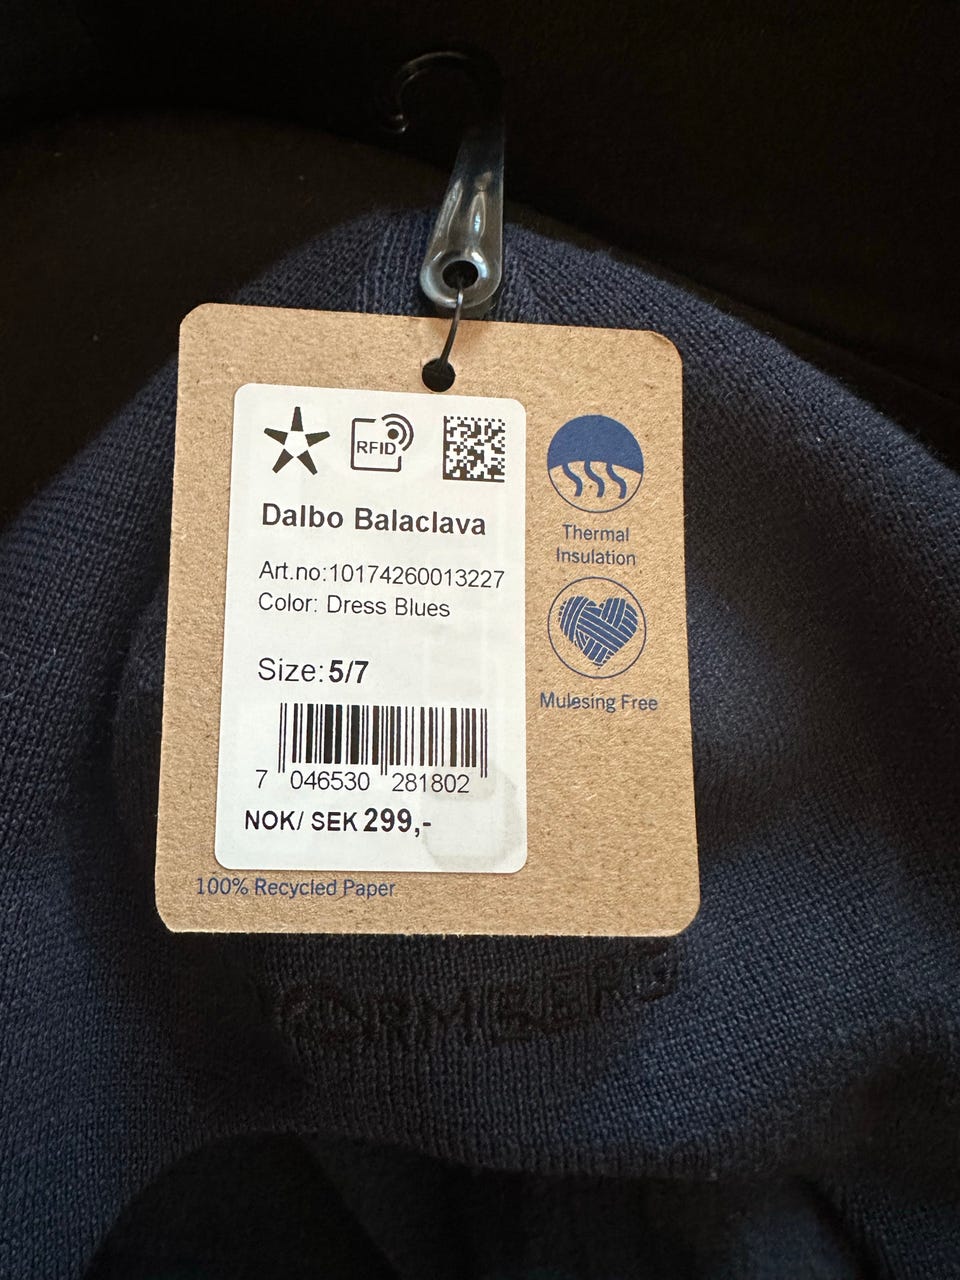 RFID
Dalbo Balaclava
Art.no:10174260013227
Color: Dress Blues
Size: 5/7
7 046530 281802
NOK/ SEK 299,-
Thermal
Insulation
Mulesing Free
100% Recycled Paper